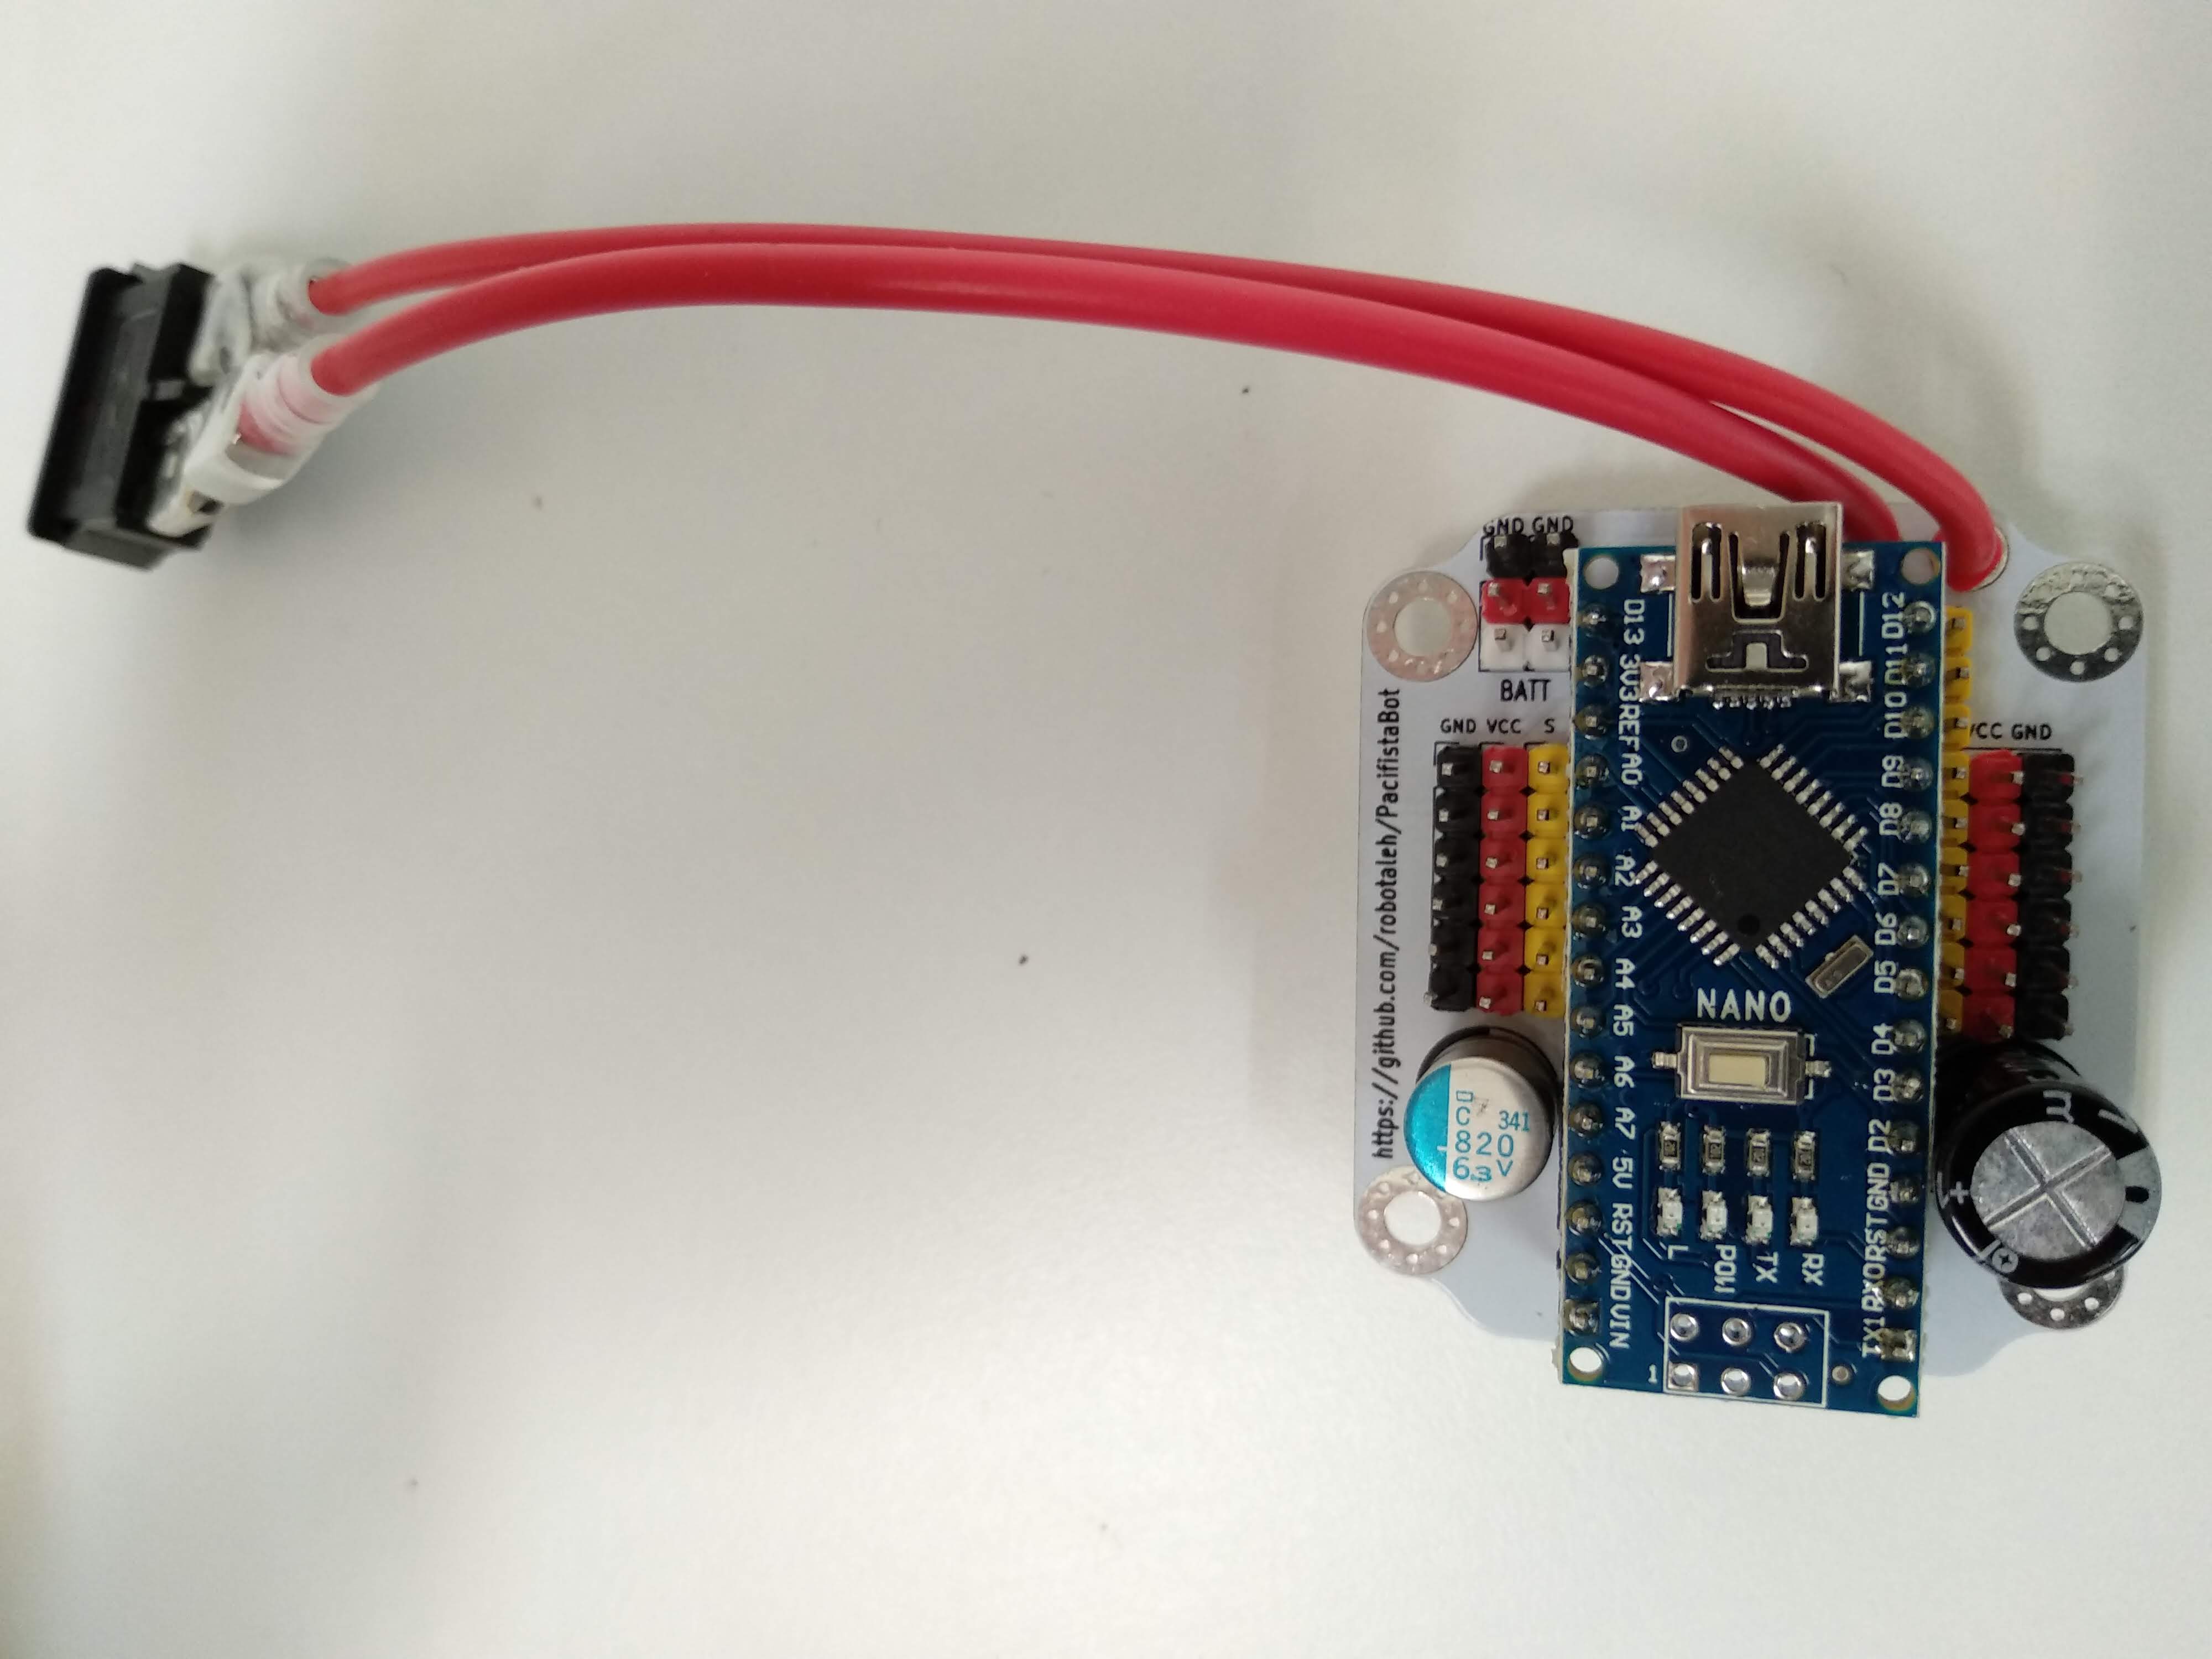 https://github.com/robotaleh/PacifistaBot
C 341
820
6.3V
GND VCC S
BATT
GND GND
VIN GND RST 5V A7 A6 A5 A4 A3 A2 A1 A0 REF 3V3 D13
1
L
POW
TX
RX
NANO
TX1 RX0 RST GND D2 D3 D4 D5 D6 D7 D8 D9 D10 D11 D12
VCC GND